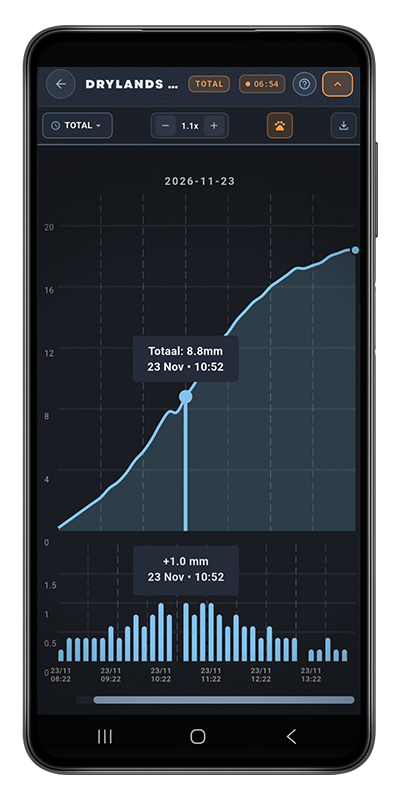 DRYLANDS ...
TOTAL
06:54
TOTAL
1.1x
2026-11-23
20
16
12
8
4
0
Totaal: 8.8mm
23 Nov • 10:52
+1.0 mm
23 Nov • 10:52
1.5
1
0.5
0
23/11 23/11 23/11 23/11 23/11 23/11
08:22 09:22 10:22 11:22 12:22 13:22